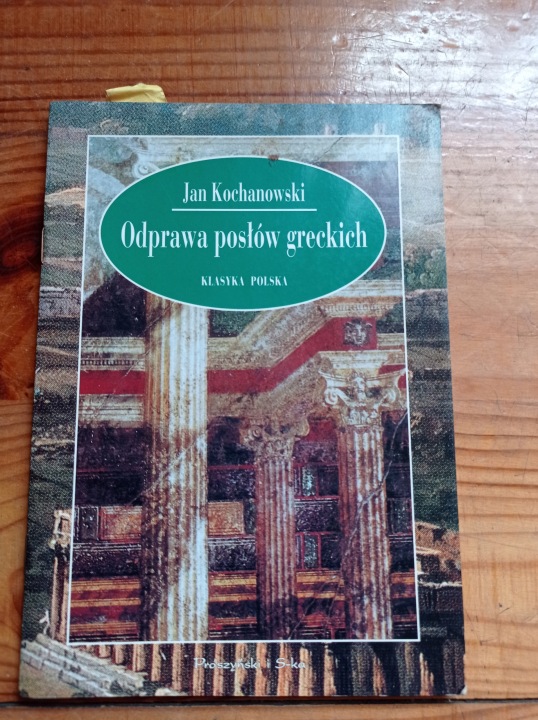 Jan Kochanowski
Odprawa posłów greckich
KLASYKA POLSKA
Prószyński i S-ka